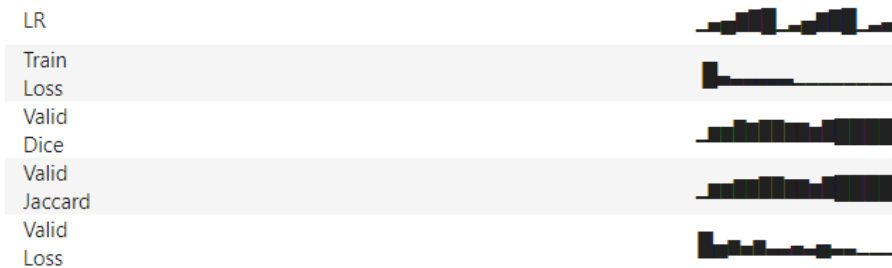 LR
Train
Loss
Valid
Dice
Valid
Jaccard
Valid
Loss